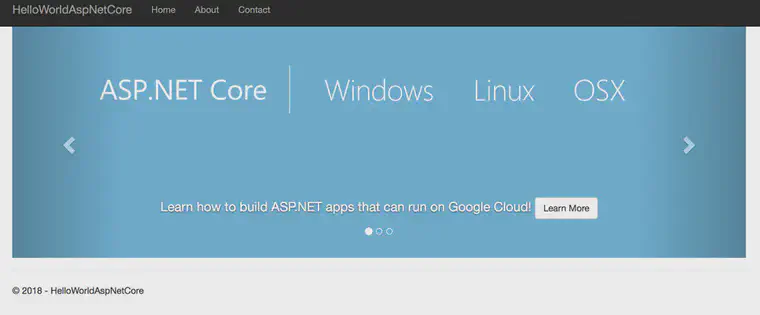 HelloWorldAspNetCore Home About Contact
ASP.NET Core Windows Linux OSX
Learn how to build ASP.NET apps that can run on Google Cloud! Learn More
© 2018 - HelloWorldAspNetCore